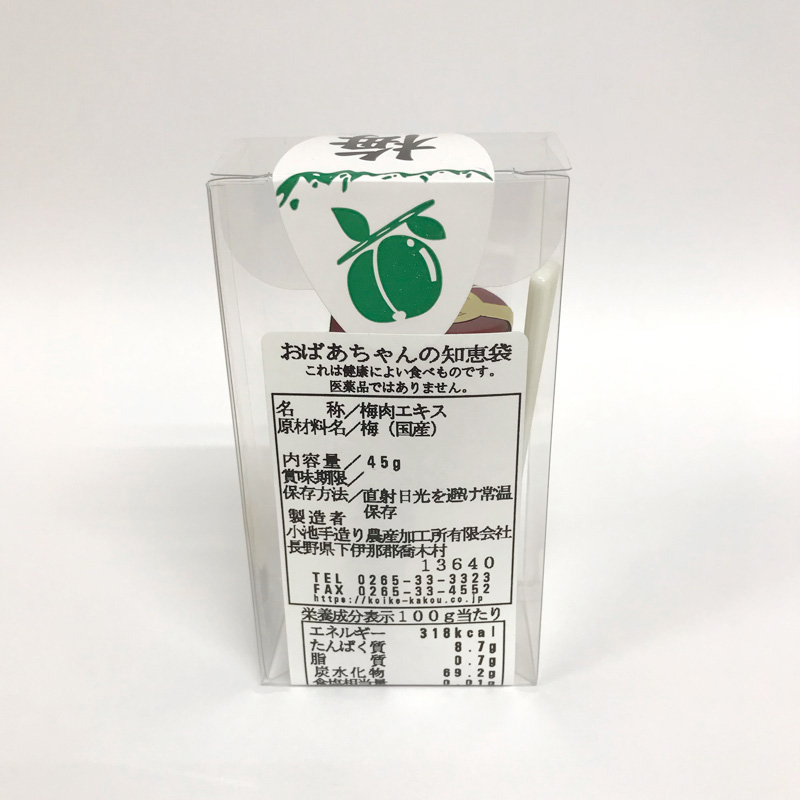 梅
おばあちゃんの知恵袋
これは健康によい食べものです。
医薬品ではありません。
名　　称／梅肉エキス
原材料名／梅（国産）
内容量／45g
賞味期限／
保存方法／直射日光を避け常温
保存
製造者
小池手造り農産加工所有限会社
長野県下伊那郡喬木村
13640
TEL 0265-33-3323
FAX 0265-33-4552
https://koike-kakou.co.jp
栄養成分表示100g当たり
エネルギー 318kcal
たんぱく質 8.7g
脂　　質 0.7g
炭水化物 69.2g